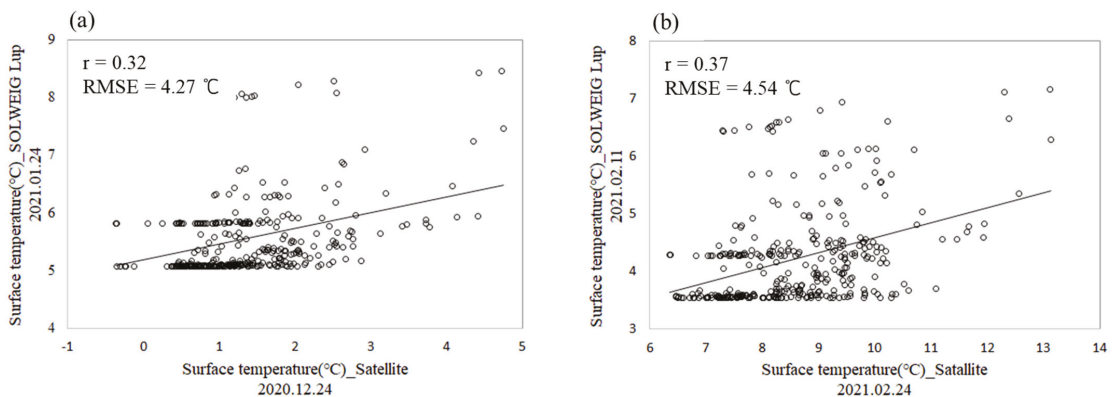 (a)
r = 0.32
RMSE = 4.27 ℃
Surface temperature(℃)_SOLWEIG Lup
2021.01.24
9
8
7
6
5
4
-1 0 1 2 3 4 5
Surface temperature(℃)_Satellite
2020.12.24
(b)
r = 0.37
RMSE = 4.54 ℃
Surface temperature(℃)_SOLWEIG Lup
2021.02.11
8
7
6
5
4
3
6 7 8 9 10 11 12 13 14
Surface temperature(℃)_Satallite
2021.02.24